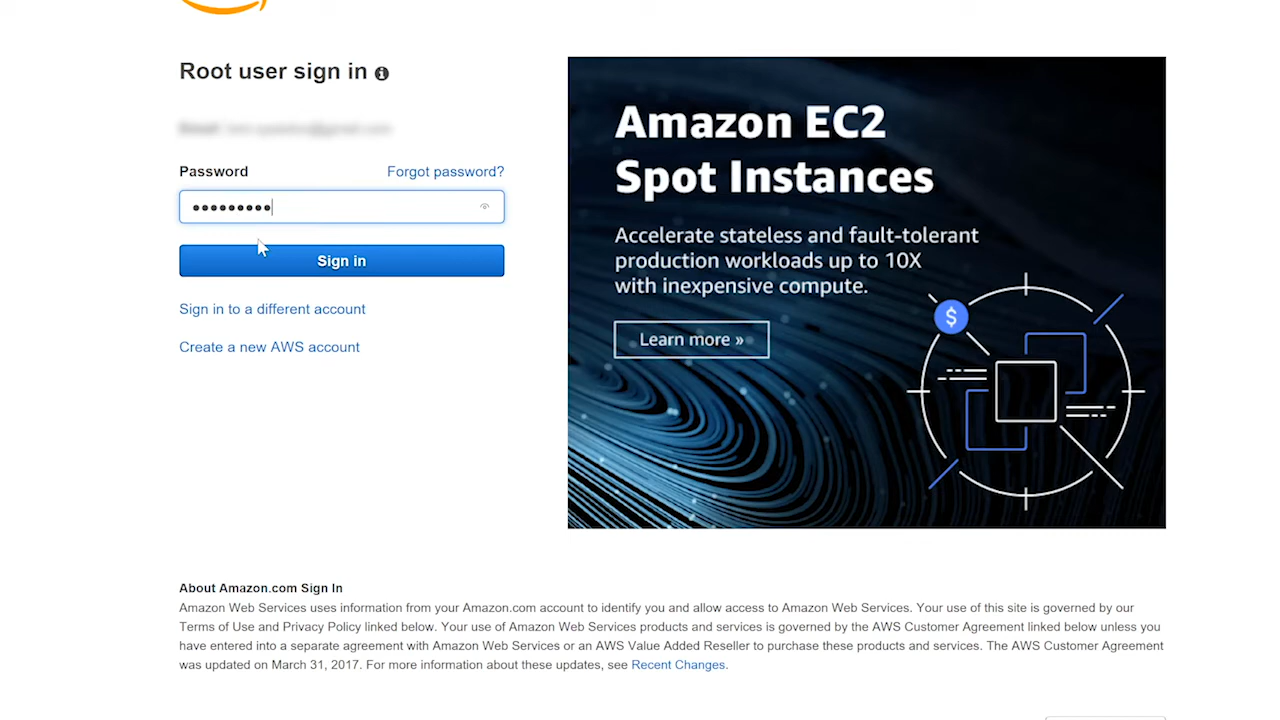 Root user sign in
Password
Forgot password?
Sign in
Sign in to a different account
Create a new AWS account
Amazon EC2
Spot Instances
Accelerate stateless and fault-tolerant
production workloads up to 10X
with inexpensive compute.
Learn more »
$
About Amazon.com Sign In
Amazon Web Services uses information from your Amazon.com account to identify you and allow access to Amazon Web Services. Your use of this site is governed by our
Terms of Use and Privacy Policy linked below. Your use of Amazon Web Services products and services is governed by the AWS Customer Agreement linked below unless you
have entered into a separate agreement with Amazon Web Services or an AWS Value Added Reseller to purchase these products and services. The AWS Customer Agreement
was updated on March 31, 2017. For more information about these updates, see Recent Changes.